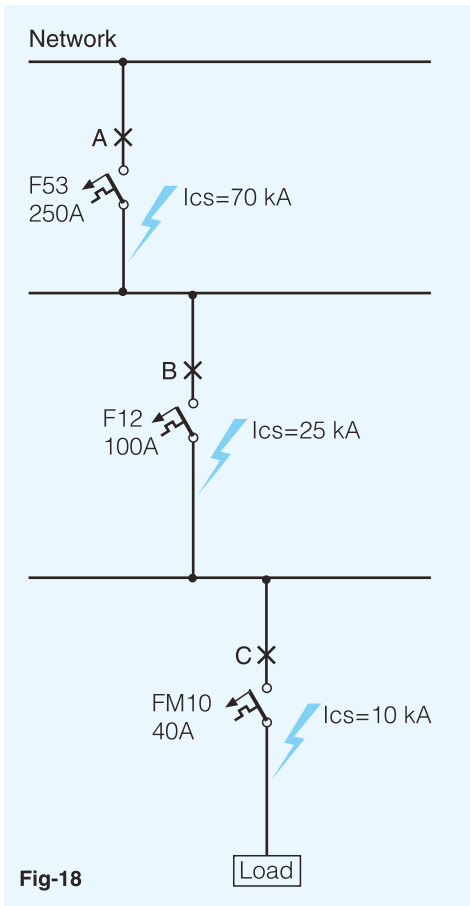 Network
A
F53
250A
Ics=70 kA
B
F12
100A
Ics=25 kA
C
FM10
40A
Ics=10 kA
Load
Fig-18